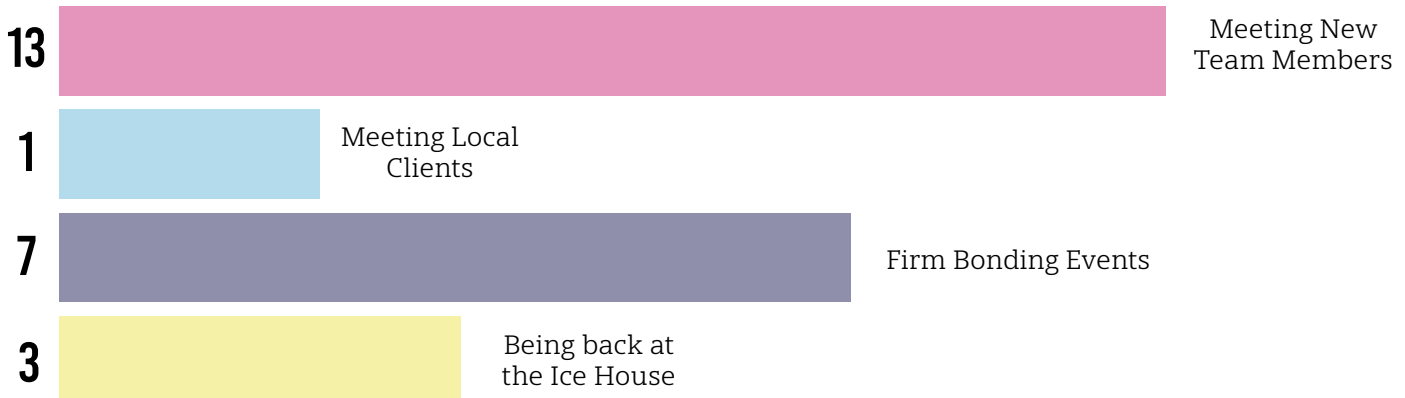 13
Meeting New
Team Members
1
Meeting Local
Clients
7
Firm Bonding Events
3
Being back at
the Ice House